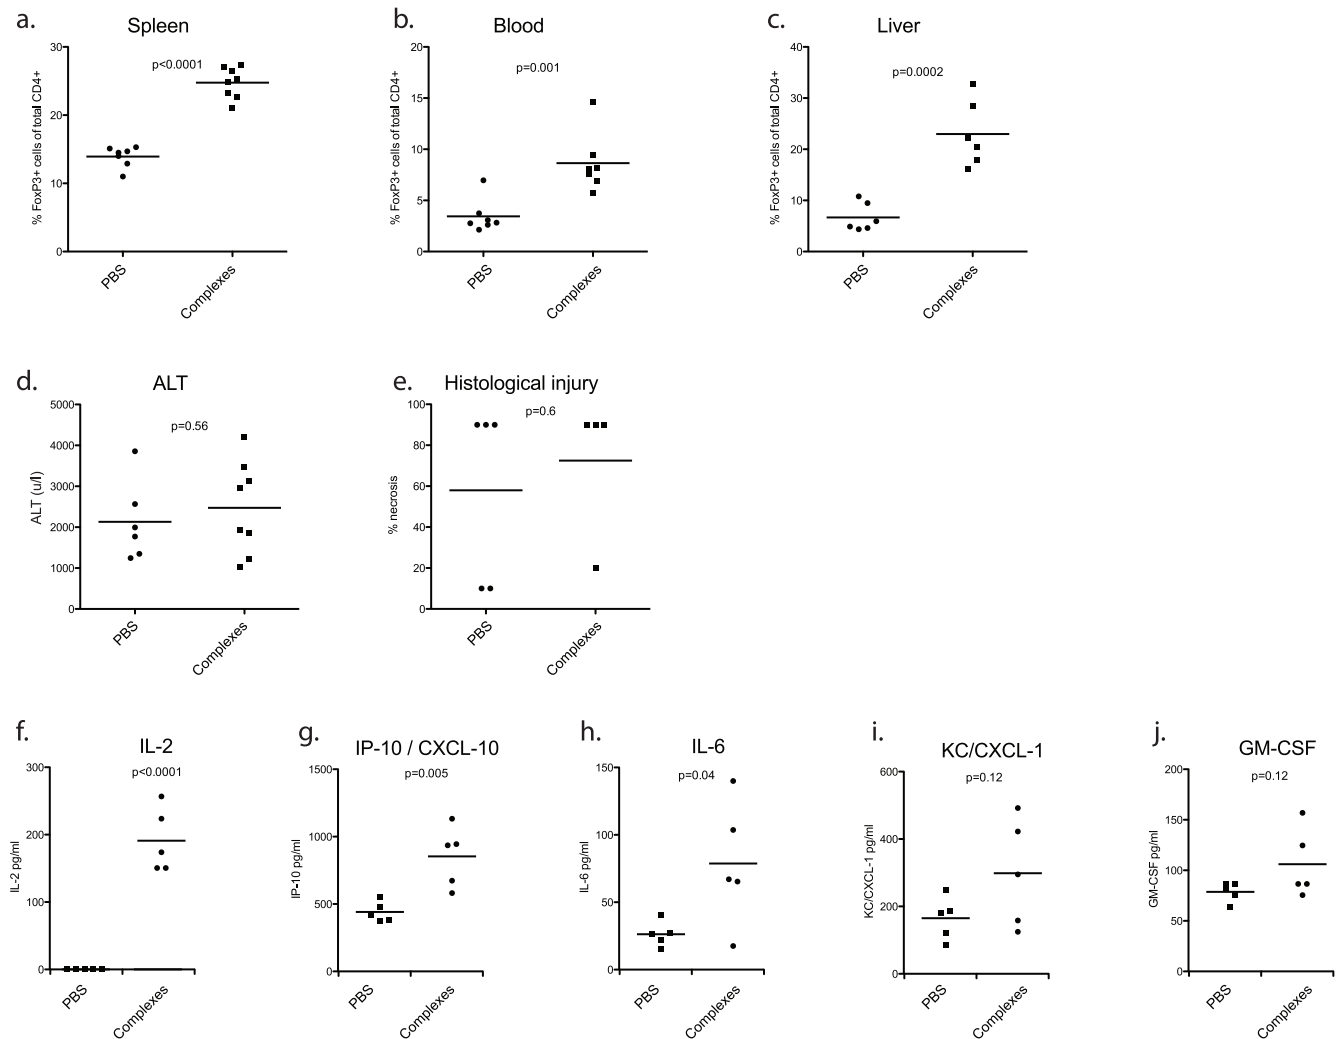 a.
Spleen
% FoxP3+ cells of total CD4+
30
20
10
0
p<0.0001
PBS
Complexes
b.
Blood
% FoxP3+ cells of total CD4+
20
15
10
5
0
p=0.001
PBS
Complexes
c.
Liver
% FoxP3+ cells of total CD4+
40
30
20
10
0
p=0.0002
PBS
Complexes
d.
ALT
ALT (u/l)
5000
4000
3000
2000
1000
0
p=0.56
PBS
Complexes
e.
Histological injury
% necrosis
100
80
60
40
20
0
p=0.6
PBS
Complexes
f.
IL-2
IL-2 pg/ml
300
200
100
0
p<0.0001
PBS
Complexes
g.
IP-10 / CXCL-10
IP-10 pg/ml
1500
1000
500
0
p=0.005
PBS
Complexes
h.
IL-6
IL-6 pg/ml
150
100
50
0
p=0.04
PBS
Complexes
i.
KC/CXCL-1
KC/CXCL-1 pg/ml
600
400
200
0
p=0.12
PBS
Complexes
j.
GM-CSF
GM-CSF pg/ml
200
150
100
50
0
p=0.12
PBS
Complexes